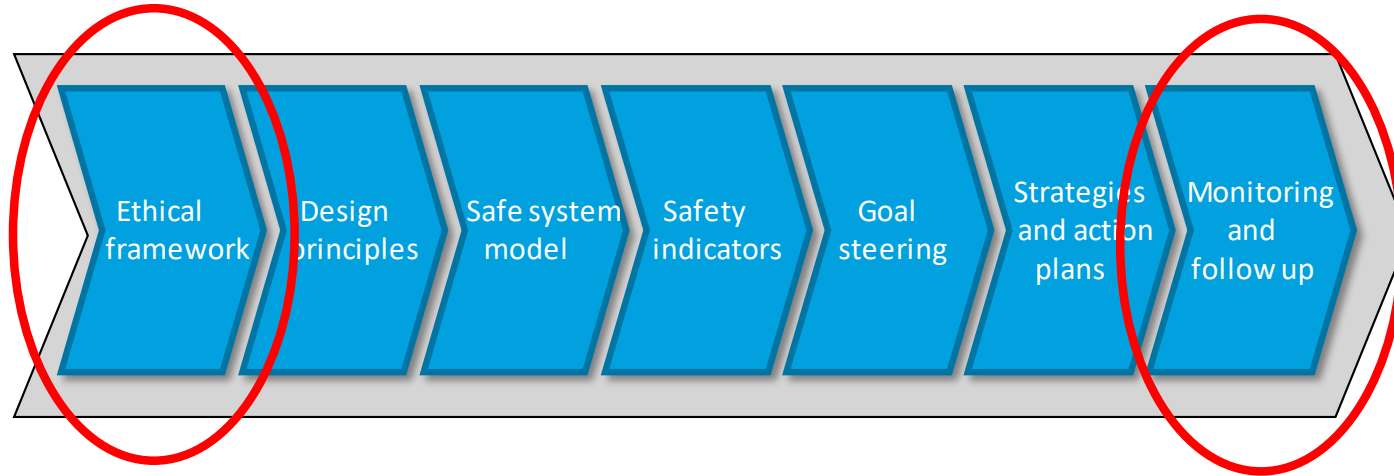 Ethical
framework
Design
principles
Safe system
model
Safety
indicators
Goal
steering
Strategies
and action
plans
Monitoring
and
follow up